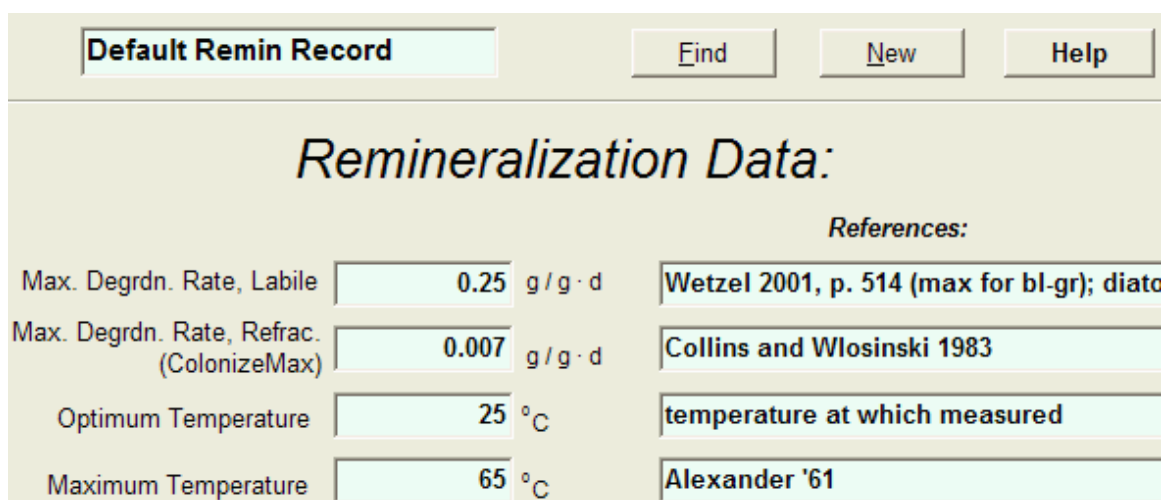 Default Remin Record Find New Help
Remineralization Data:
References:
Max. Degrdn. Rate, Labile 0.25 g / g · d Wetzel 2001, p. 514 (max for bl-gr); diato
Max. Degrdn. Rate, Refrac.
(ColonizeMax) 0.007 g / g · d Collins and Wlosinski 1983
Optimum Temperature 25 °C temperature at which measured
Maximum Temperature 65 °C Alexander '61